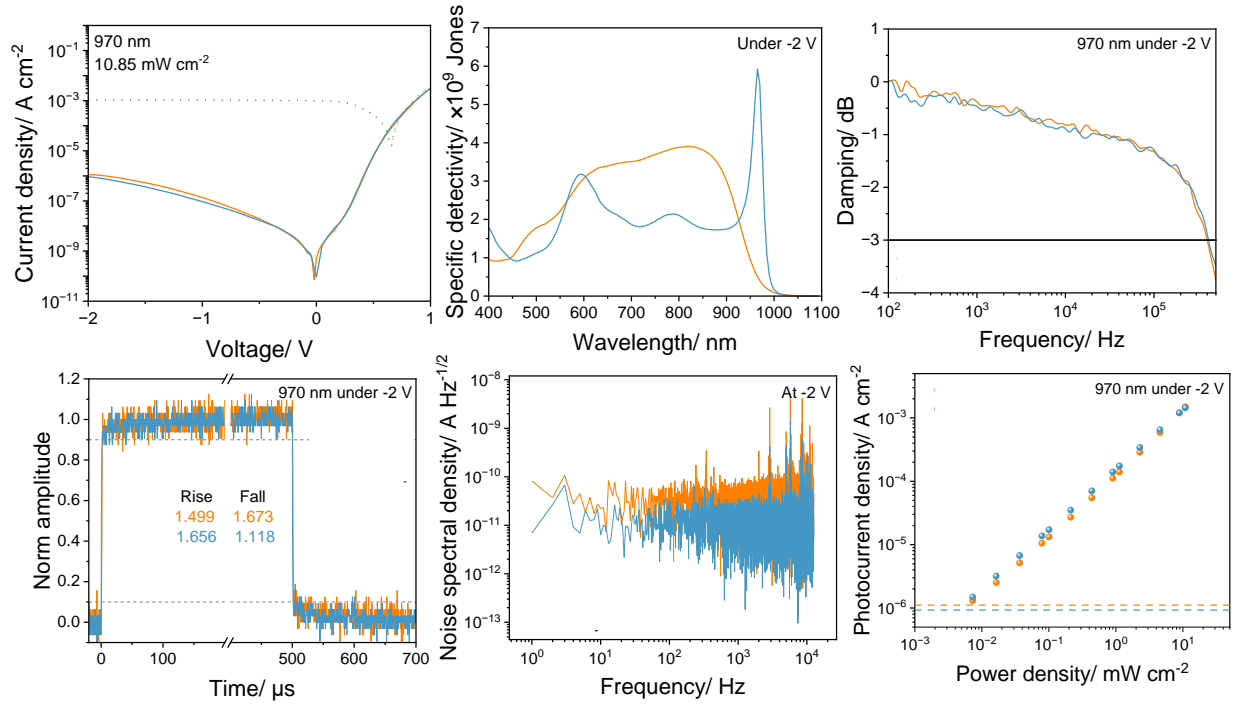 970 nm
10.85 mW cm-2
Current density/ A cm-2
10-1
10-3
10-5
10-7
10-9
10-11
−2
−1
0
1
Voltage/ V
Under -2 V
Specific detectivity/ ×10⁹ Jones
7
6
5
4
3
2
1
0
400 500 600 700 800 900 1000 1100
Wavelength/ nm
970 nm under -2 V
Damping/ dB
0
−1
−2
−3
−4
10² 10³ 10⁴ 10⁵
Frequency/ Hz
970 nm under -2 V
Norm amplitude
1.2
1.0
0.8
0.6
0.4
0.2
0.0
Rise Fall
1.499 1.673
1.656 1.118
0 100 400 500 600 700
Time/ µs
At -2 V
Noise spectral density/ A Hz-1/2
10-8
10-9
10-10
10-11
10-12
10-13
10⁰ 10¹ 10² 10³ 10⁴
Frequency/ Hz
970 nm under -2 V
Photocurrent density/ A cm-2
10-3
10-4
10-5
10-6
10-3 10-2 10-1 10⁰ 10¹ 10²
Power density/ mW cm-2